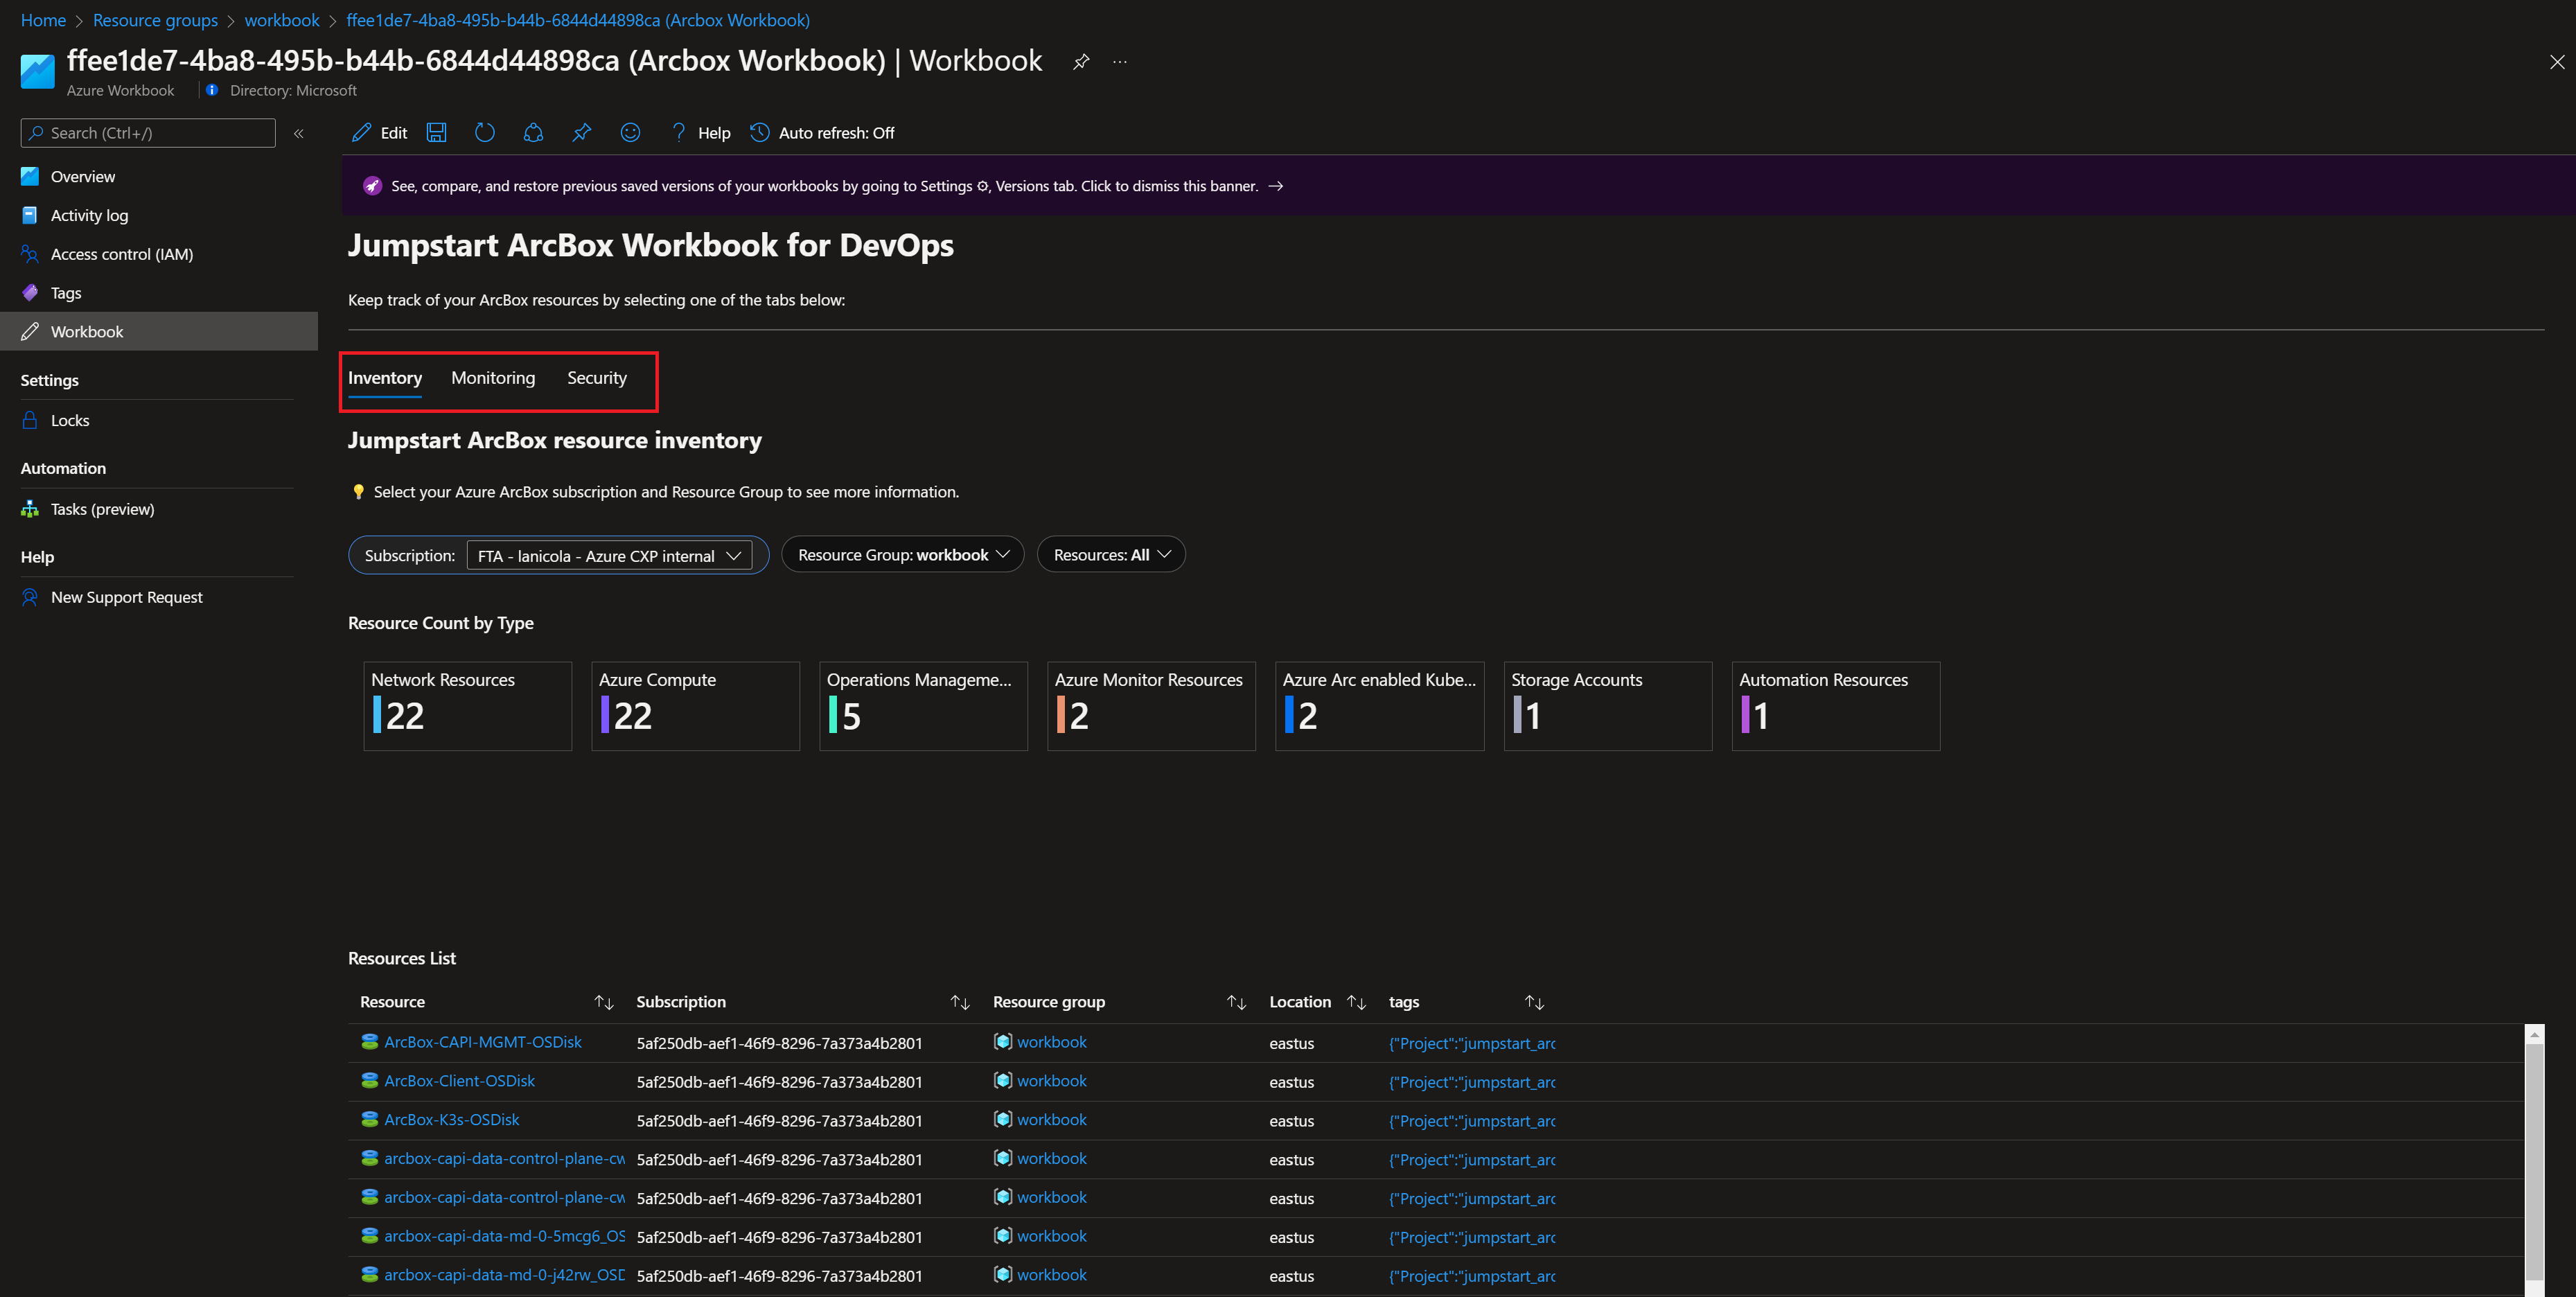 Home > Resource groups > workbook > ffee1de7-4ba8-495b-b44b-6844d44898ca (Arcbox Workbook)
ffee1de7-4ba8-495b-b44b-6844d44898ca (Arcbox Workbook) | Workbook ...
Azure Workbook | Directory: Microsoft
Search (Ctrl+/) «
Overview
Activity log
Access control (IAM)
Tags
Workbook
Settings
Locks
Automation
Tasks (preview)
Help
New Support Request
Edit Help Auto refresh: Off
See, compare, and restore previous saved versions of your workbooks by going to Settings ⚙, Versions tab. Click to dismiss this banner. →
Jumpstart ArcBox Workbook for DevOps
Keep track of your ArcBox resources by selecting one of the tabs below:
Inventory Monitoring Security
Jumpstart ArcBox resource inventory
💡 Select your Azure ArcBox subscription and Resource Group to see more information.
Subscription: FTA - lanicola - Azure CXP internal Resource Group: workbook Resources: All
Resource Count by Type
Network Resources
22
Azure Compute
22
Operations Manageme...
5
Azure Monitor Resources
2
Azure Arc enabled Kube...
2
Storage Accounts
1
Automation Resources
1
Resources List
Resource ↑↓ Subscription ↑↓ Resource group ↑↓ Location ↑↓ tags ↑↓
ArcBox-CAPI-MGMT-OSDisk 5af250db-aef1-46f9-8296-7a373a4b2801 workbook eastus {"Project":"jumpstart_arc
ArcBox-Client-OSDisk 5af250db-aef1-46f9-8296-7a373a4b2801 workbook eastus {"Project":"jumpstart_arc
ArcBox-K3s-OSDisk 5af250db-aef1-46f9-8296-7a373a4b2801 workbook eastus {"Project":"jumpstart_arc
arcbox-capi-data-control-plane-cw 5af250db-aef1-46f9-8296-7a373a4b2801 workbook eastus {"Project":"jumpstart_arc
arcbox-capi-data-control-plane-cw 5af250db-aef1-46f9-8296-7a373a4b2801 workbook eastus {"Project":"jumpstart_arc
arcbox-capi-data-md-0-5mcg6_OS 5af250db-aef1-46f9-8296-7a373a4b2801 workbook eastus {"Project":"jumpstart_arc
arcbox-capi-data-md-0-j42rw_OSD 5af250db-aef1-46f9-8296-7a373a4b2801 workbook eastus {"Project":"jumpstart_arc